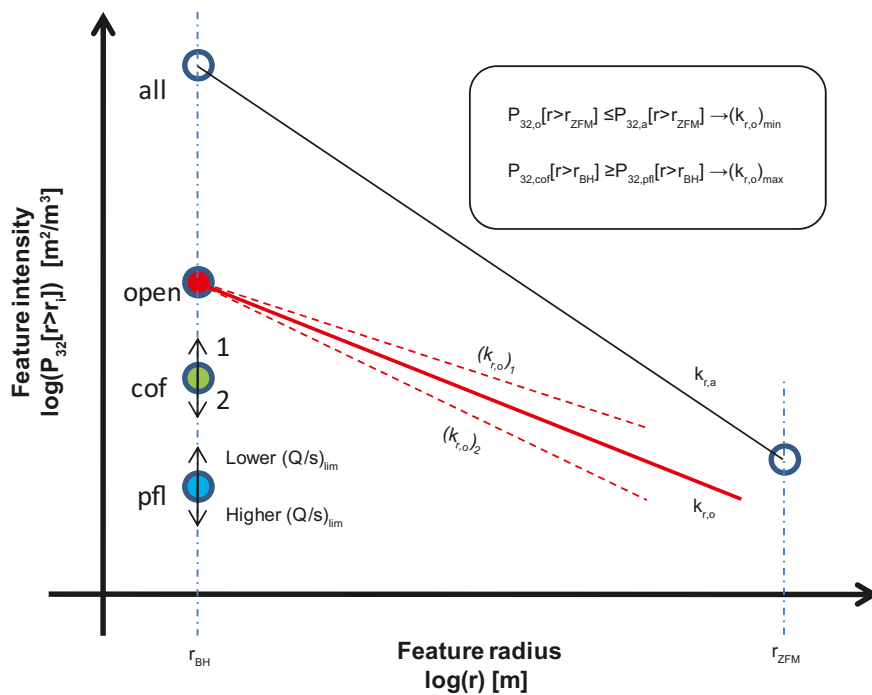 all
P32,o[r>rZFM] ≤P32,a[r>rZFM] →(kr,o)min
P32,cof[r>rBH] ≥P32,pfl[r>rBH] →(kr,o)max
Feature intensity
log(P32[r>ri]) [m²/m³]
open
1
cof
2
(kr,o)1
(kr,o)2
kr,a
Lower (Q/s)lim
pfl
Higher (Q/s)lim
kr,o
rBH
Feature radius
log(r) [m]
rZFM